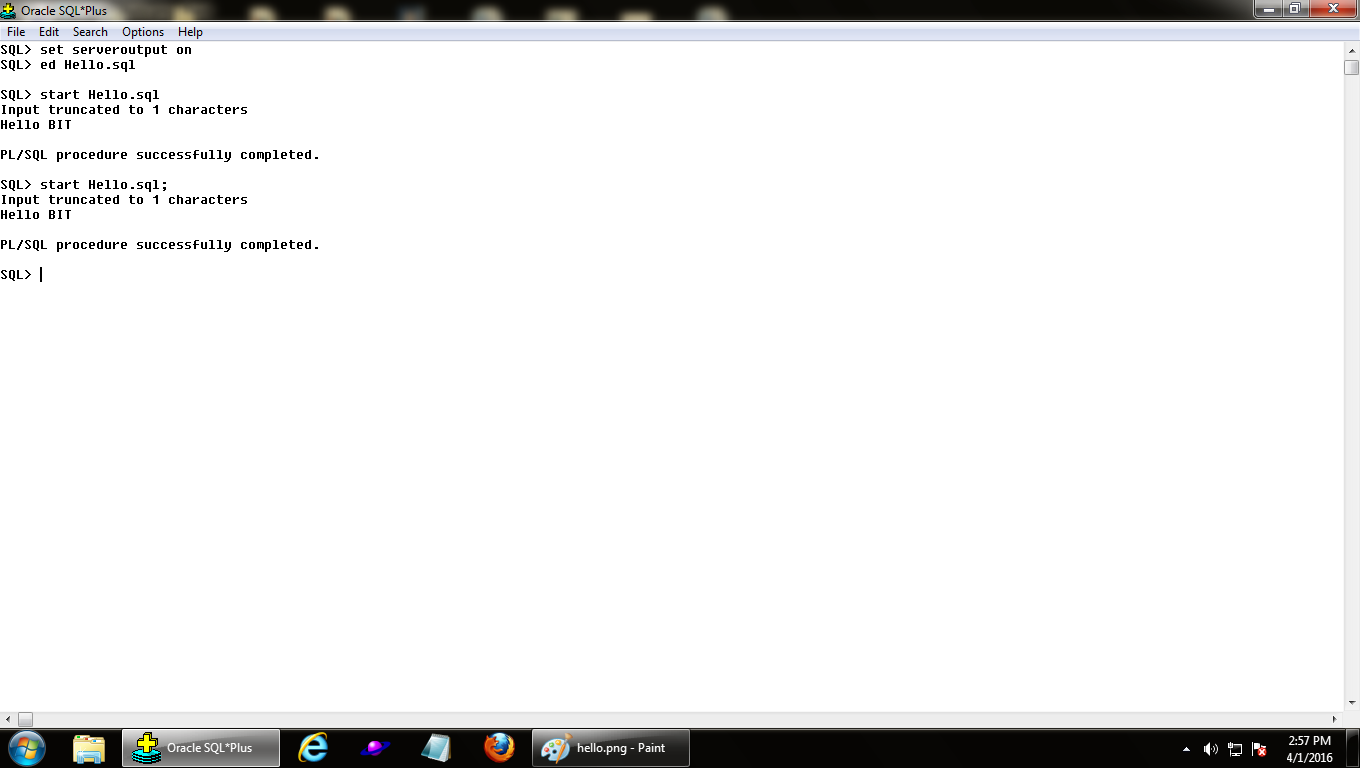 Oracle SQL*Plus
File Edit Search Options Help
SQL> set serveroutput on
SQL> ed Hello.sql
SQL> start Hello.sql
Input truncated to 1 characters
Hello BIT
PL/SQL procedure successfully completed.
SQL> start Hello.sql;
Input truncated to 1 characters
Hello BIT
PL/SQL procedure successfully completed.
SQL>
Oracle SQL*Plus hello.png - Paint 2:57 PM
4/1/2016